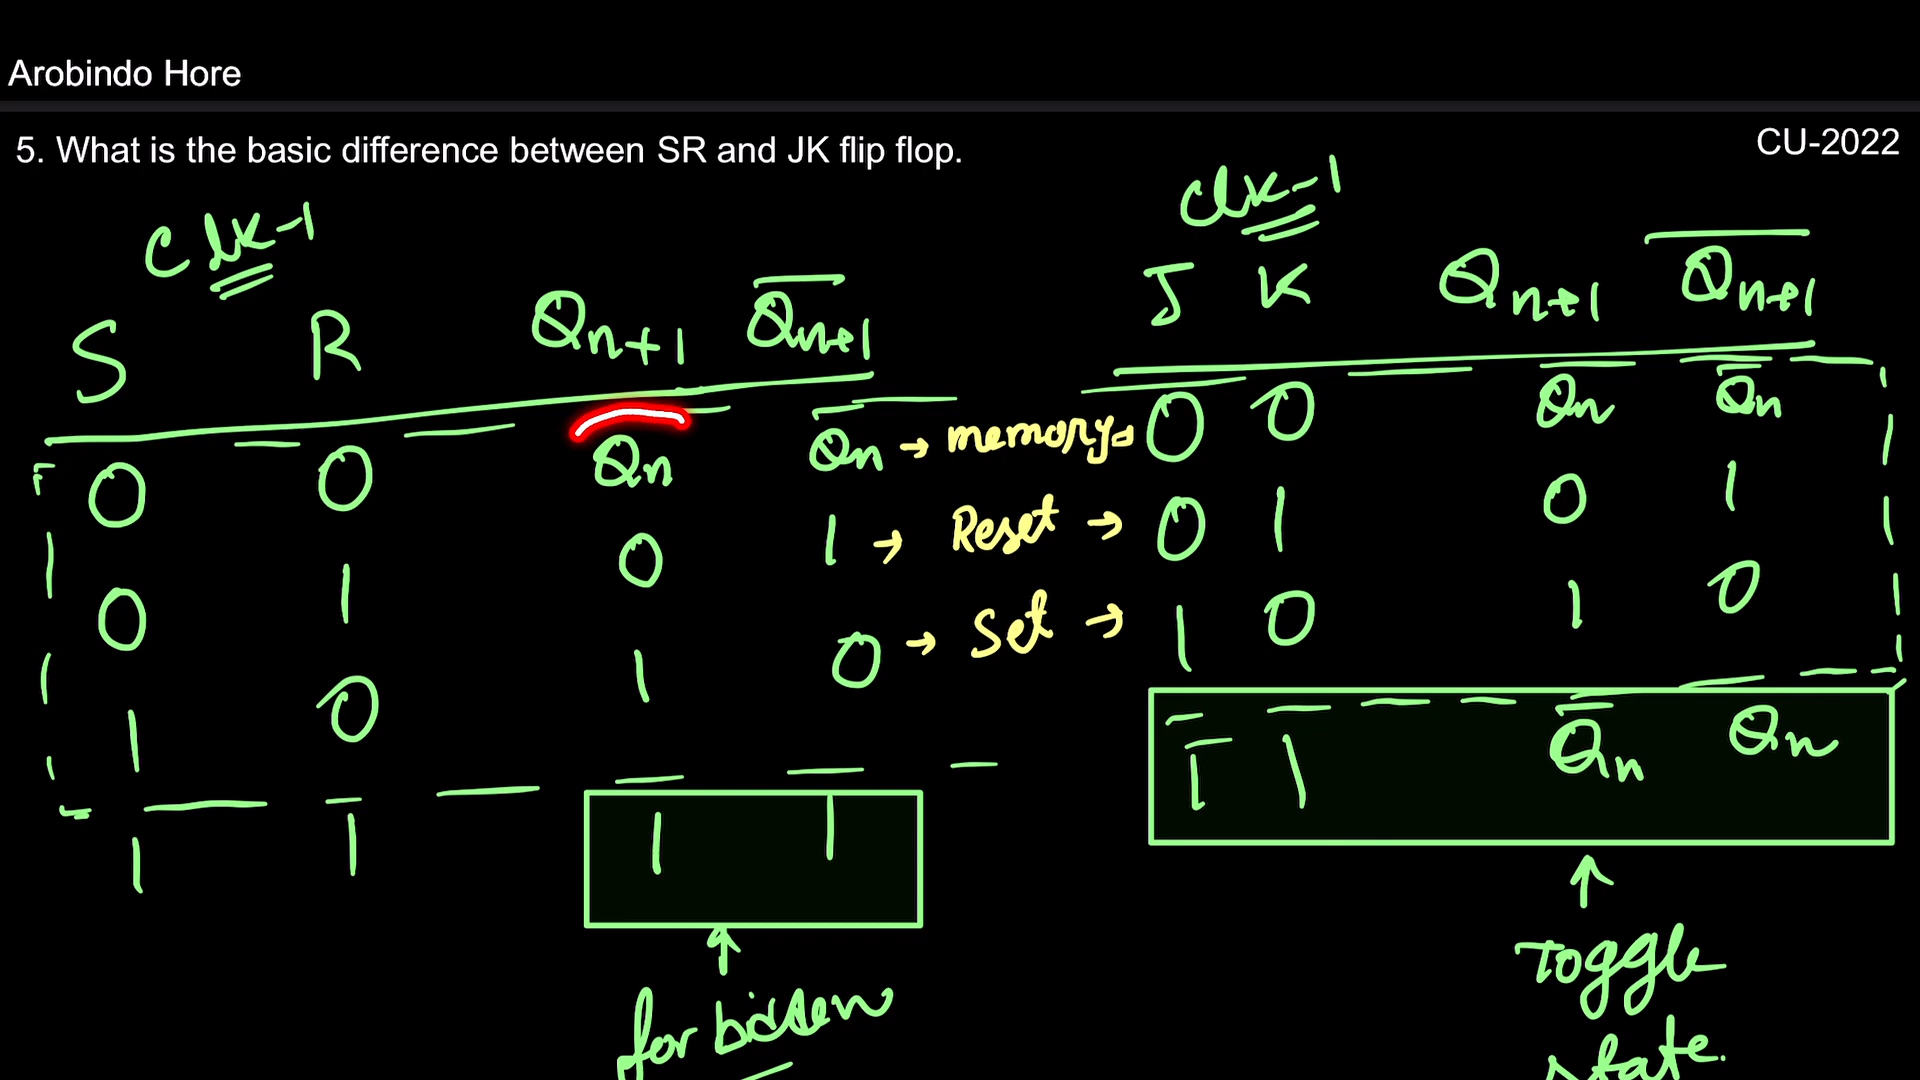 Arobindo Hore
5. What is the basic difference between SR and JK flip flop.
CU-2022
Clk-1
Clk-1
S R Qn+1 Q̅n+1
J K Qn+1 Q̅n+1
0 0 Qn Q̅n → memory
0 0 Qn Q̅n
0 1 0 1 → Reset →
0 1 0 1
1 0 1 0 → Set →
1 0 1 0
1 1 1 1
1 1 Q̅n Qn
↑
↑
forbidden
Toggle
state.